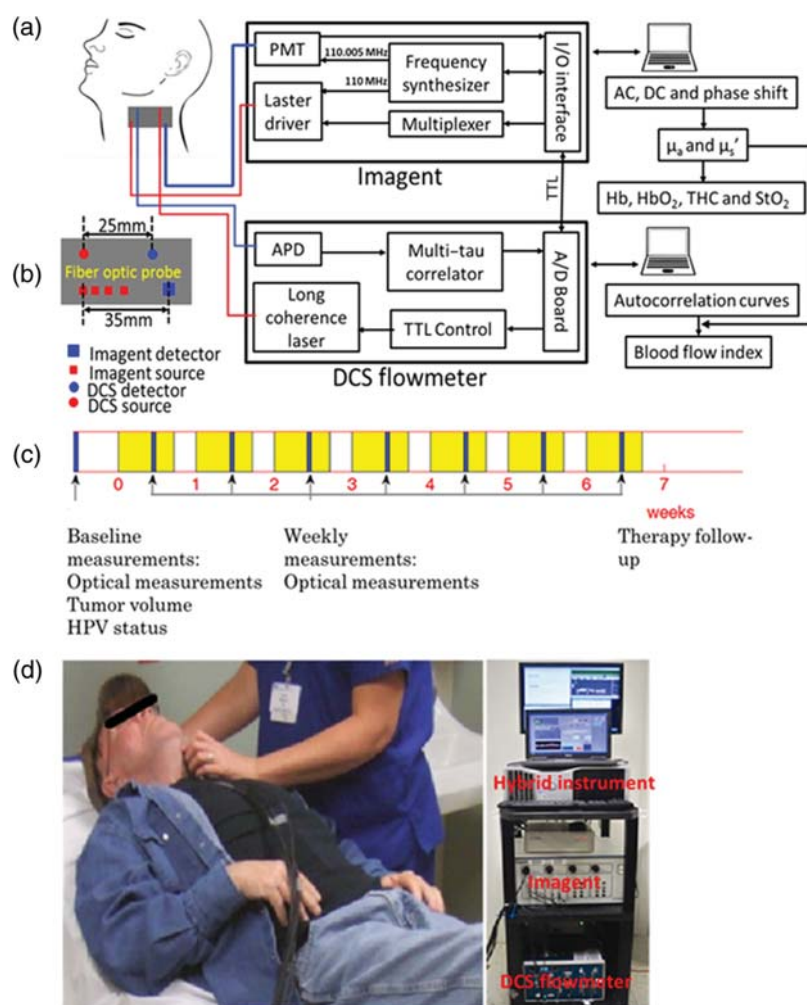 (a)
PMT
110.005 MHz
Frequency
synthesizer
110 MHz
Laster
driver
Multiplexer
I/O interface
Imagent
AC, DC and phase shift
μa and μs'
Hb, HbO2, THC and StO2
TTL
(b)
25mm
Fiber optic probe
35mm
Imagent detector
Imagent source
DCS detector
DCS source
APD
Multi-tau
correlator
Long
coherence
laser
TTL Control
A/D Board
DCS flowmeter
Autocorrelation curves
Blood flow index
(c)
0 1 2 3 4 5 6 7
weeks
Baseline
measurements:
Optical measurements
Tumor volume
HPV status
Weekly
measurements:
Optical measurements
Therapy follow-
up
(d)
Hybrid instrument
Imagent
DCS flowmeter